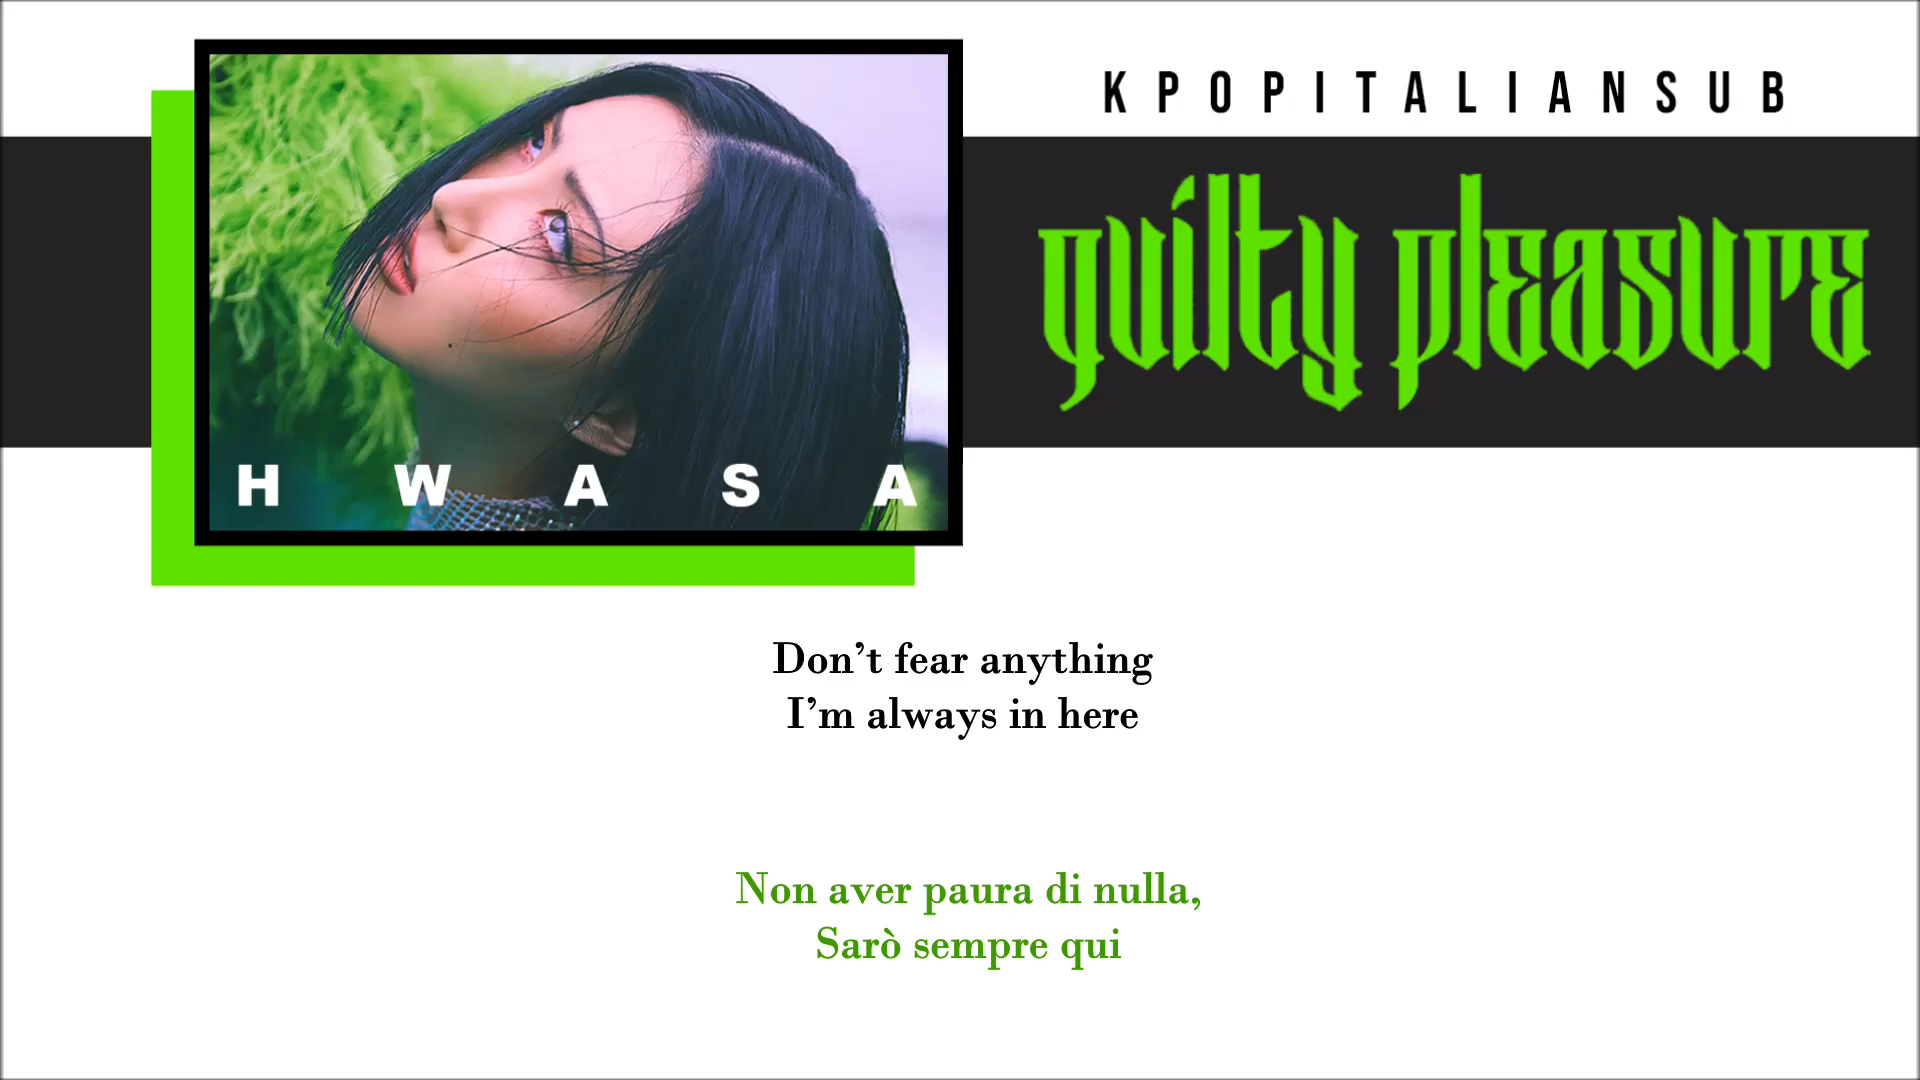 KPOPITALIANSUB
guilty pleasure
HWASA
Don’t fear anything
I’m always in here
Non aver paura di nulla,
Sarò sempre qui